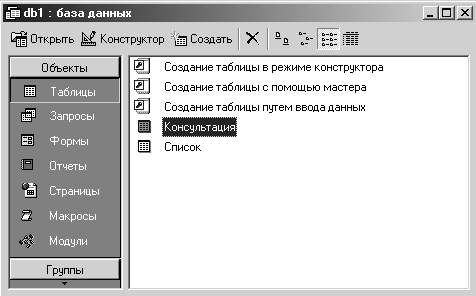 db1 : база данных
Открыть Конструктор Создать
Объекты
Таблицы
Запросы
Формы
Отчеты
Страницы
Макросы
Модули
Группы
Создание таблицы в режиме конструктора
Создание таблицы с помощью мастера
Создание таблицы путем ввода данных
Консультация
Список